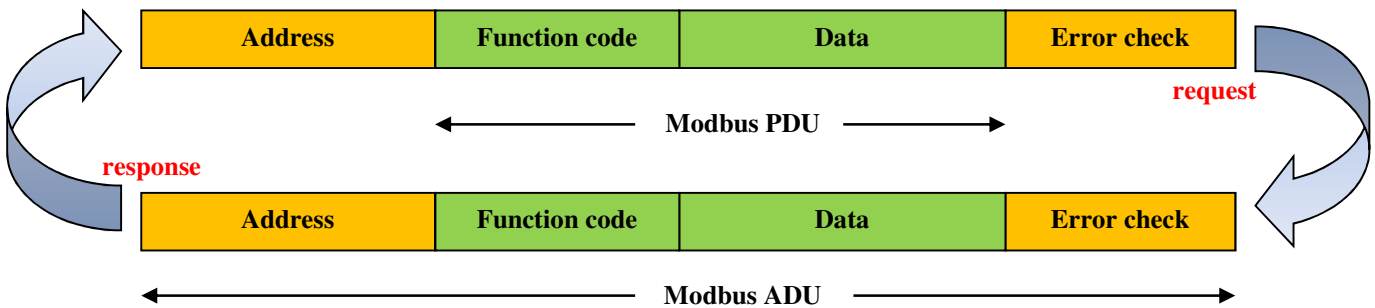 Address Function code Data Error check
request
Modbus PDU
response
Address Function code Data Error check
Modbus ADU